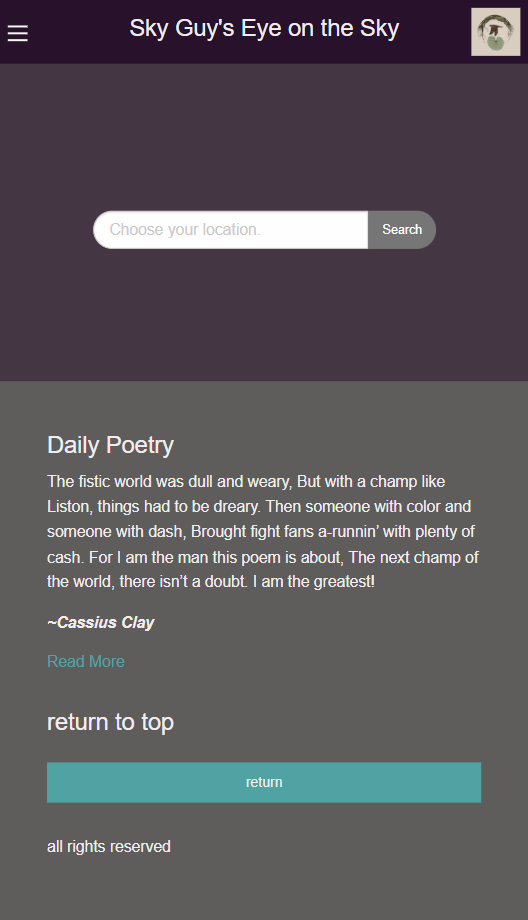 Sky Guy's Eye on the Sky
Choose your location.
Search
Daily Poetry
The fistic world was dull and weary, But with a champ like
Liston, things had to be dreary. Then someone with color and
someone with dash, Brought fight fans a-runnin’ with plenty of
cash. For I am the man this poem is about, The next champ of
the world, there isn’t a doubt. I am the greatest!
~Cassius Clay
Read More
return to top
return
all rights reserved